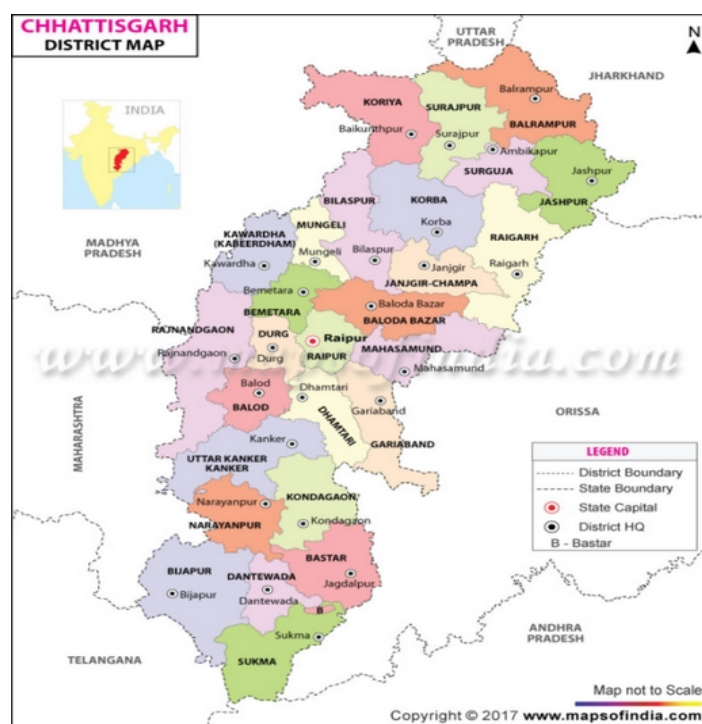 CHHATTISGARH
DISTRICT MAP
UTTAR
PRADESH
N
JHARKHAND
INDIA
KORIYA
SURAJPUR
Balrampur
BALRAMPUR
Baikunthpur
Surajpur
Ambikapur
SURGUJA
Jashpur
JASHPUR
BILASPUR
KORBA
Korba
RAIGARH
Raigarh
MADHYA
PRADESH
KAWARDHA
(KABEERDHAM)
Kawardha
MUNGELI
Mungeli
Bilaspur
Janjgir
JANJGIR-CHAMPA
Bemetara
BEMETARA
Baloda Bazar
BALODA BAZAR
RAJNANDGAON
Rajnandgaon
DURG
Durg
Raipur
RAIPUR
MAHASAMUND
Mahasamund
www.mapsofindia.com
Balod
BALOD
Dhamtari
DHAMTARI
Gariaband
GARIABAND
MAHARASHTRA
ORISSA
Kanker
UTTAR KANKER
KANKER
Narayanpur
NARAYANPUR
KONDAGAON
Kondagaon
BASTAR
Jagdalpur
BIJAPUR
Bijapur
DANTEWADA
Dantewada
B
Sukma
SUKMA
TELANGANA
ANDHRA
PRADESH
LEGEND
District Boundary
State Boundary
State Capital
District HQ
B - Bastar
Map not to Scale
Copyright © 2017 www.mapsofindia.com